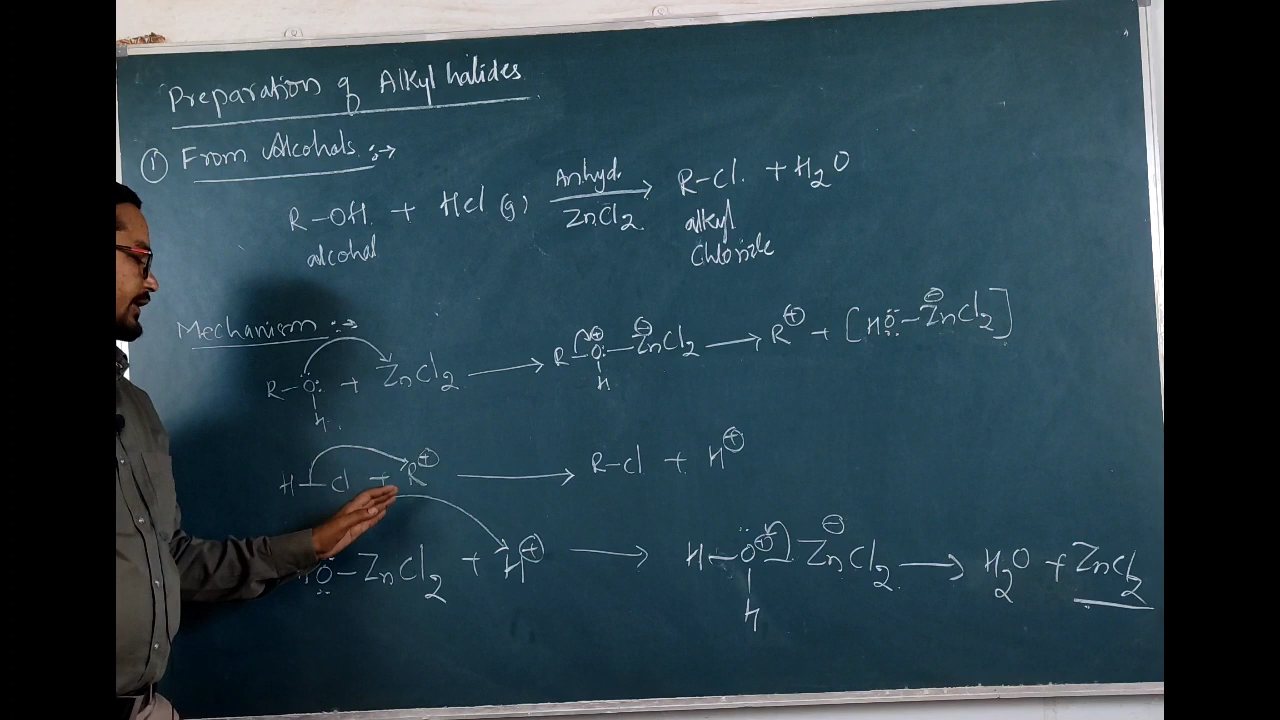 Preparation of Alkyl halides
① From Alcohols :→
R-OH + HCl (g) Anhyd. ZnCl₂ → R-Cl. + H₂O
alcohol alkyl chloride
Mechanism :→
R-Ö: + ZnCl₂ → R-O⊕-ZnCl₂⊖ → R⊕ + [HÖ-ZnCl₂⊖]
H H
H-Cl + R⊕ → R-Cl + H⊕
Ö-ZnCl₂ + H⊕ → H-O⊕-ZnCl₂⊖ → H₂O + ZnCl₂
H